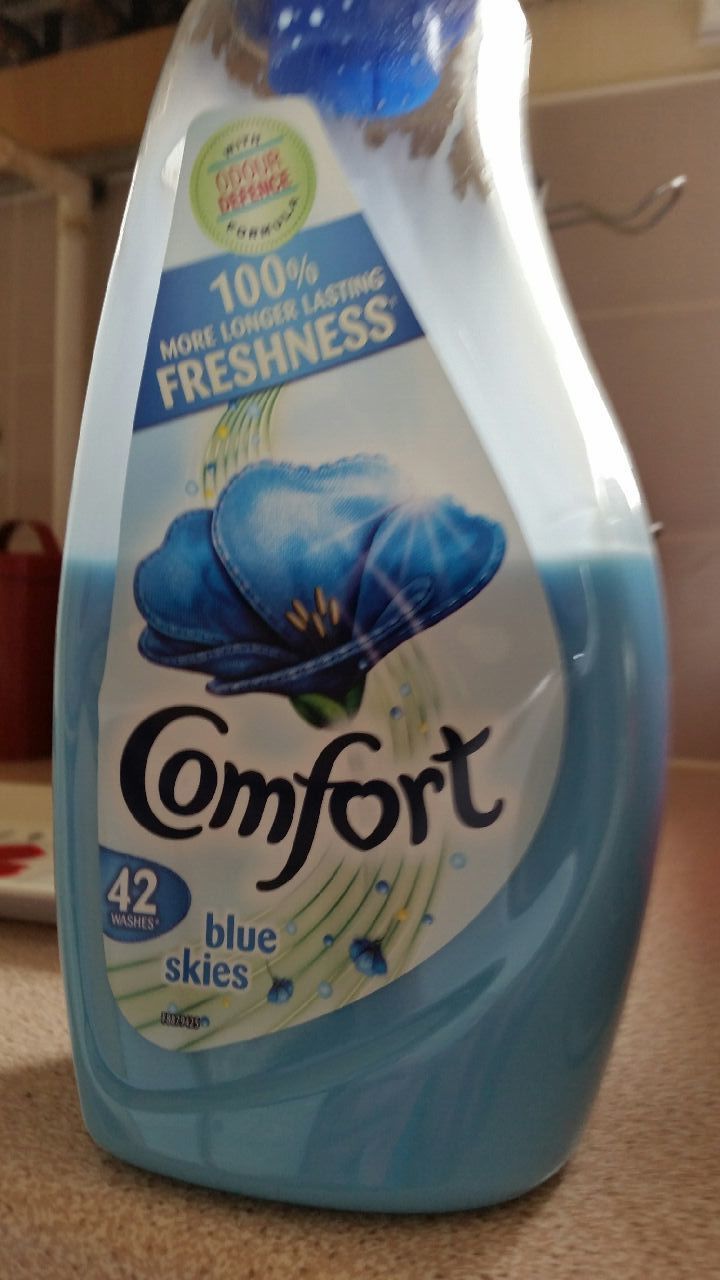 WITH
ODOUR
DEFENCE
FORMULA
100%
MORE LONGER LASTING
FRESHNESS*
Comfort
42
WASHES*
blue
skies